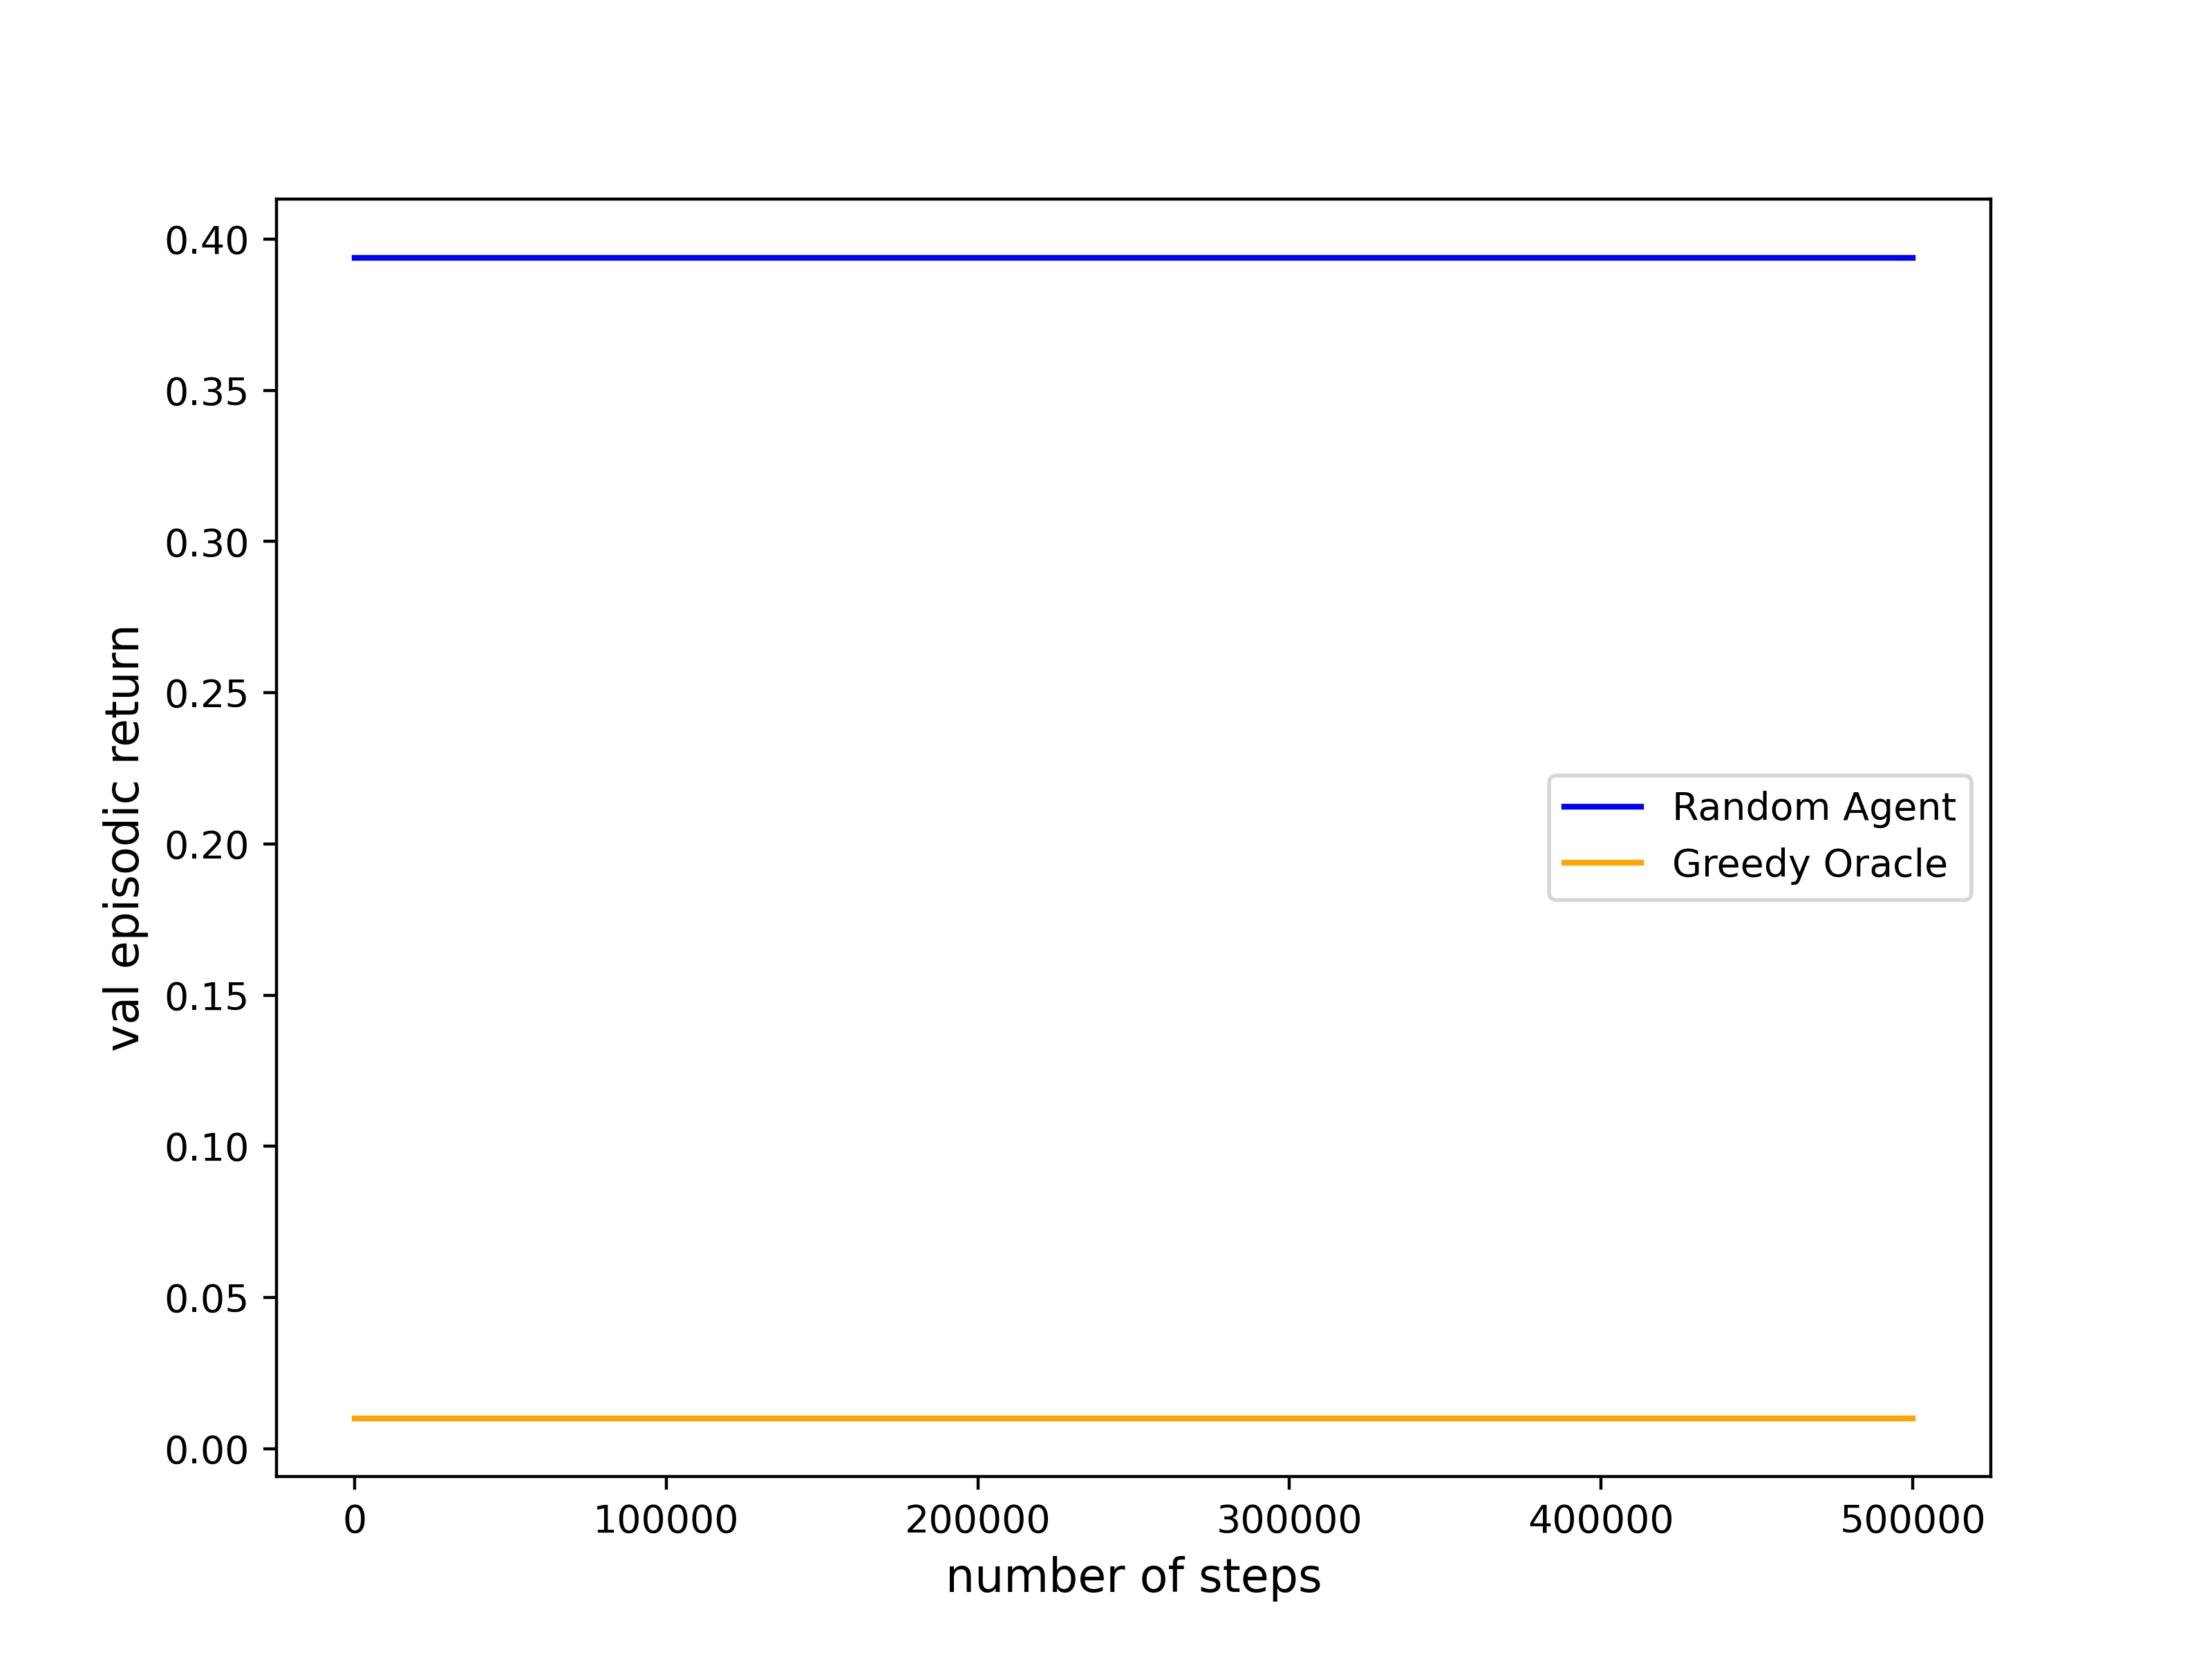 0.40
0.35
0.30
0.25
0.20
0.15
0.10
0.05
0.00
val episodic return
Random Agent
Greedy Oracle
0 100000 200000 300000 400000 500000
number of steps